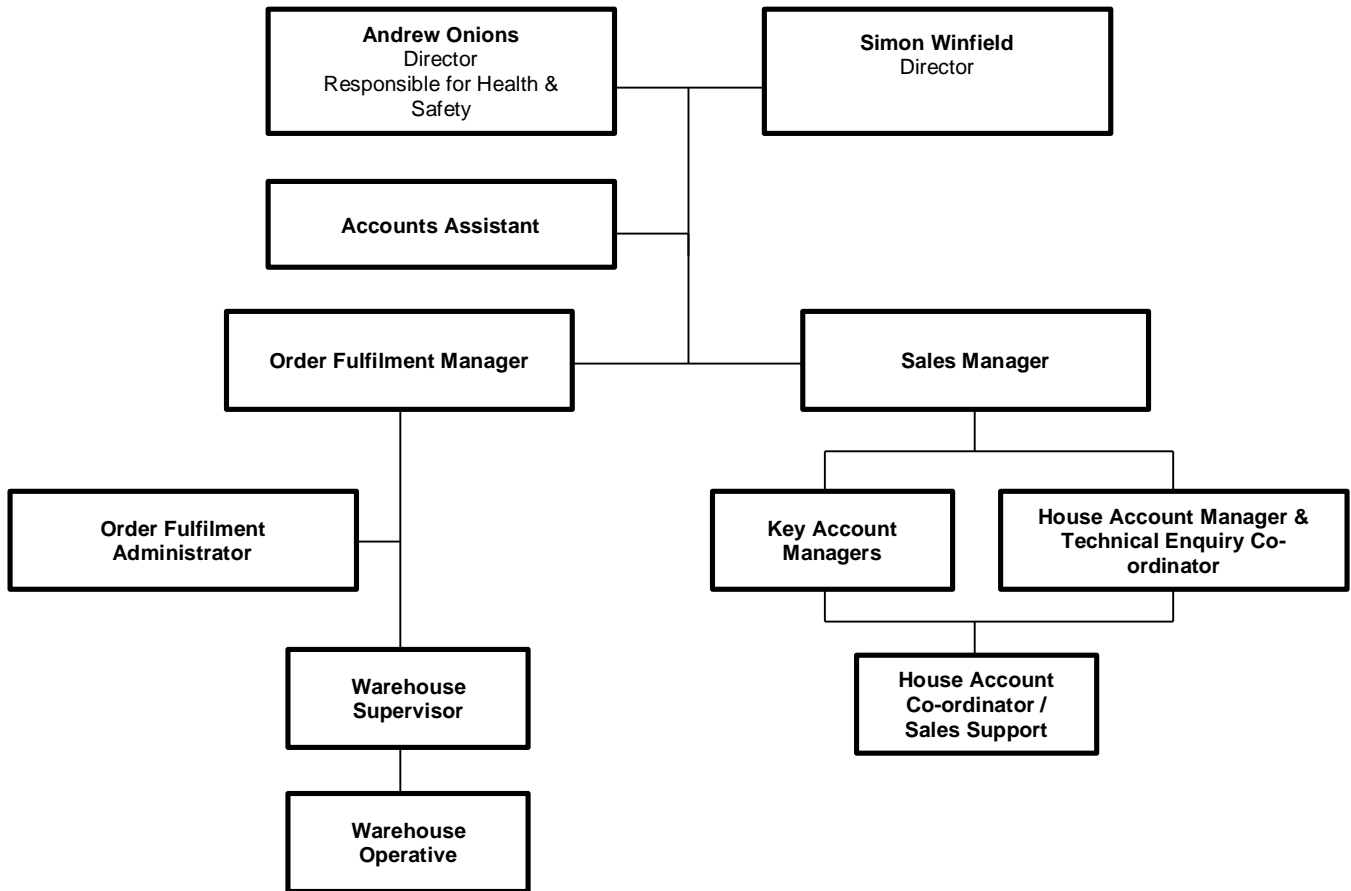 Andrew Onions
Director
Responsible for Health &
Safety
Simon Winfield
Director
Accounts Assistant
Order Fulfilment Manager
Sales Manager
Order Fulfilment
Administrator
Key Account
Managers
House Account Manager &
Technical Enquiry Co-
ordinator
Warehouse
Supervisor
House Account
Co-ordinator /
Sales Support
Warehouse
Operative